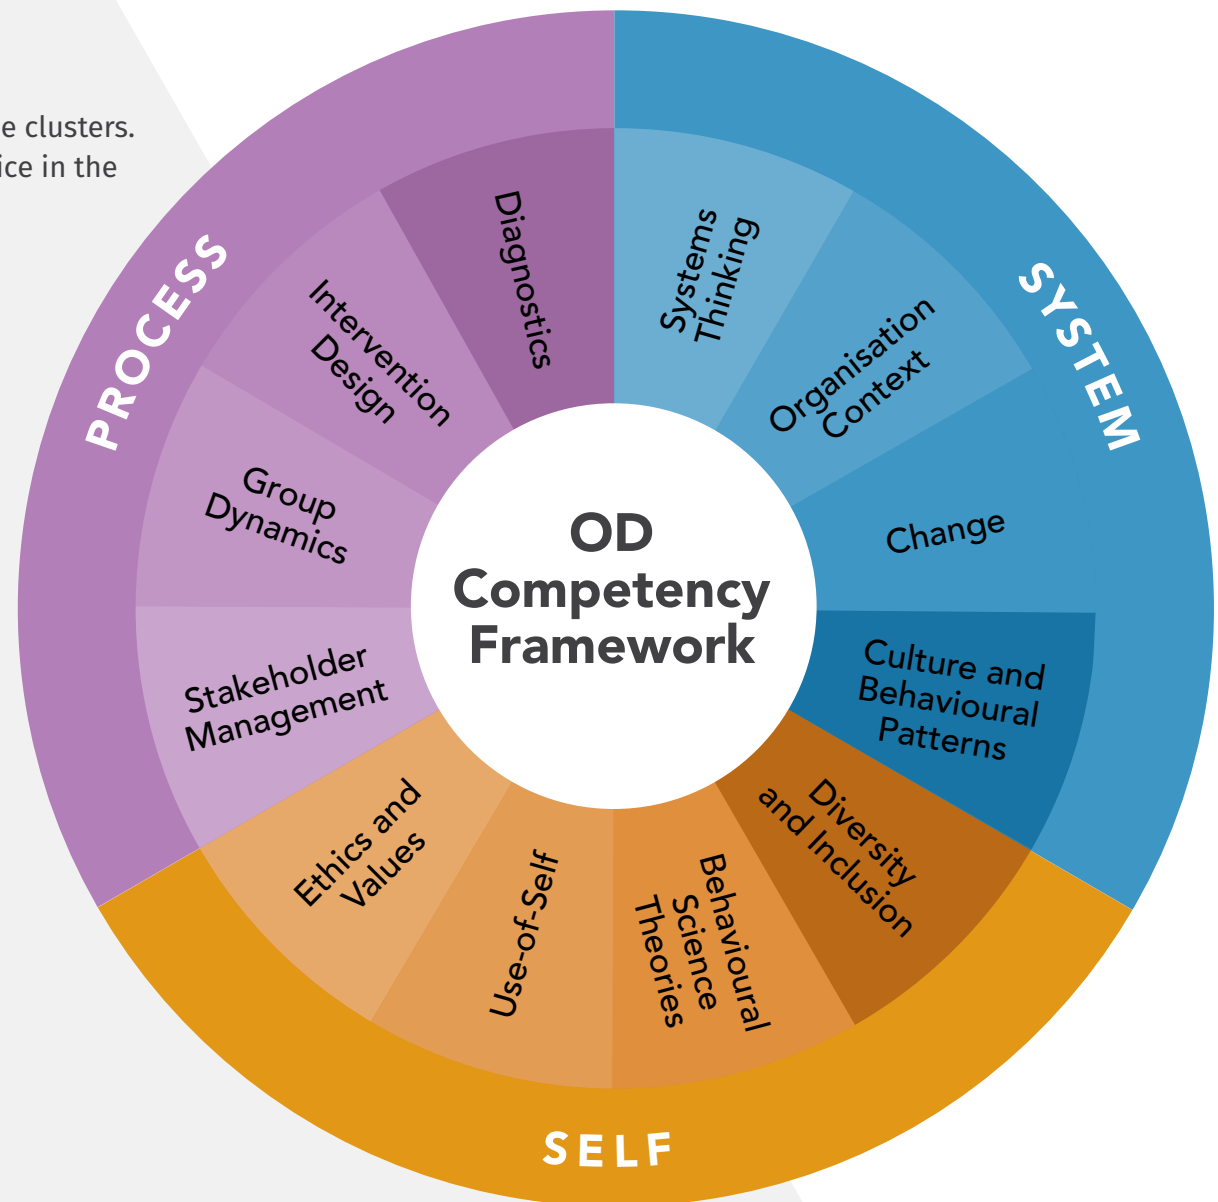 e clusters.
ice in the
PROCESS
SYSTEM
SELF
OD
Competency
Framework
Diagnostics
Systems
Thinking
Organisation
Context
Change
Culture and
Behavioural
Patterns
Diversity
and Inclusion
Behavioural
Science
Theories
Use-of-Self
Ethics and
Values
Stakeholder
Management
Group
Dynamics
Intervention
Design